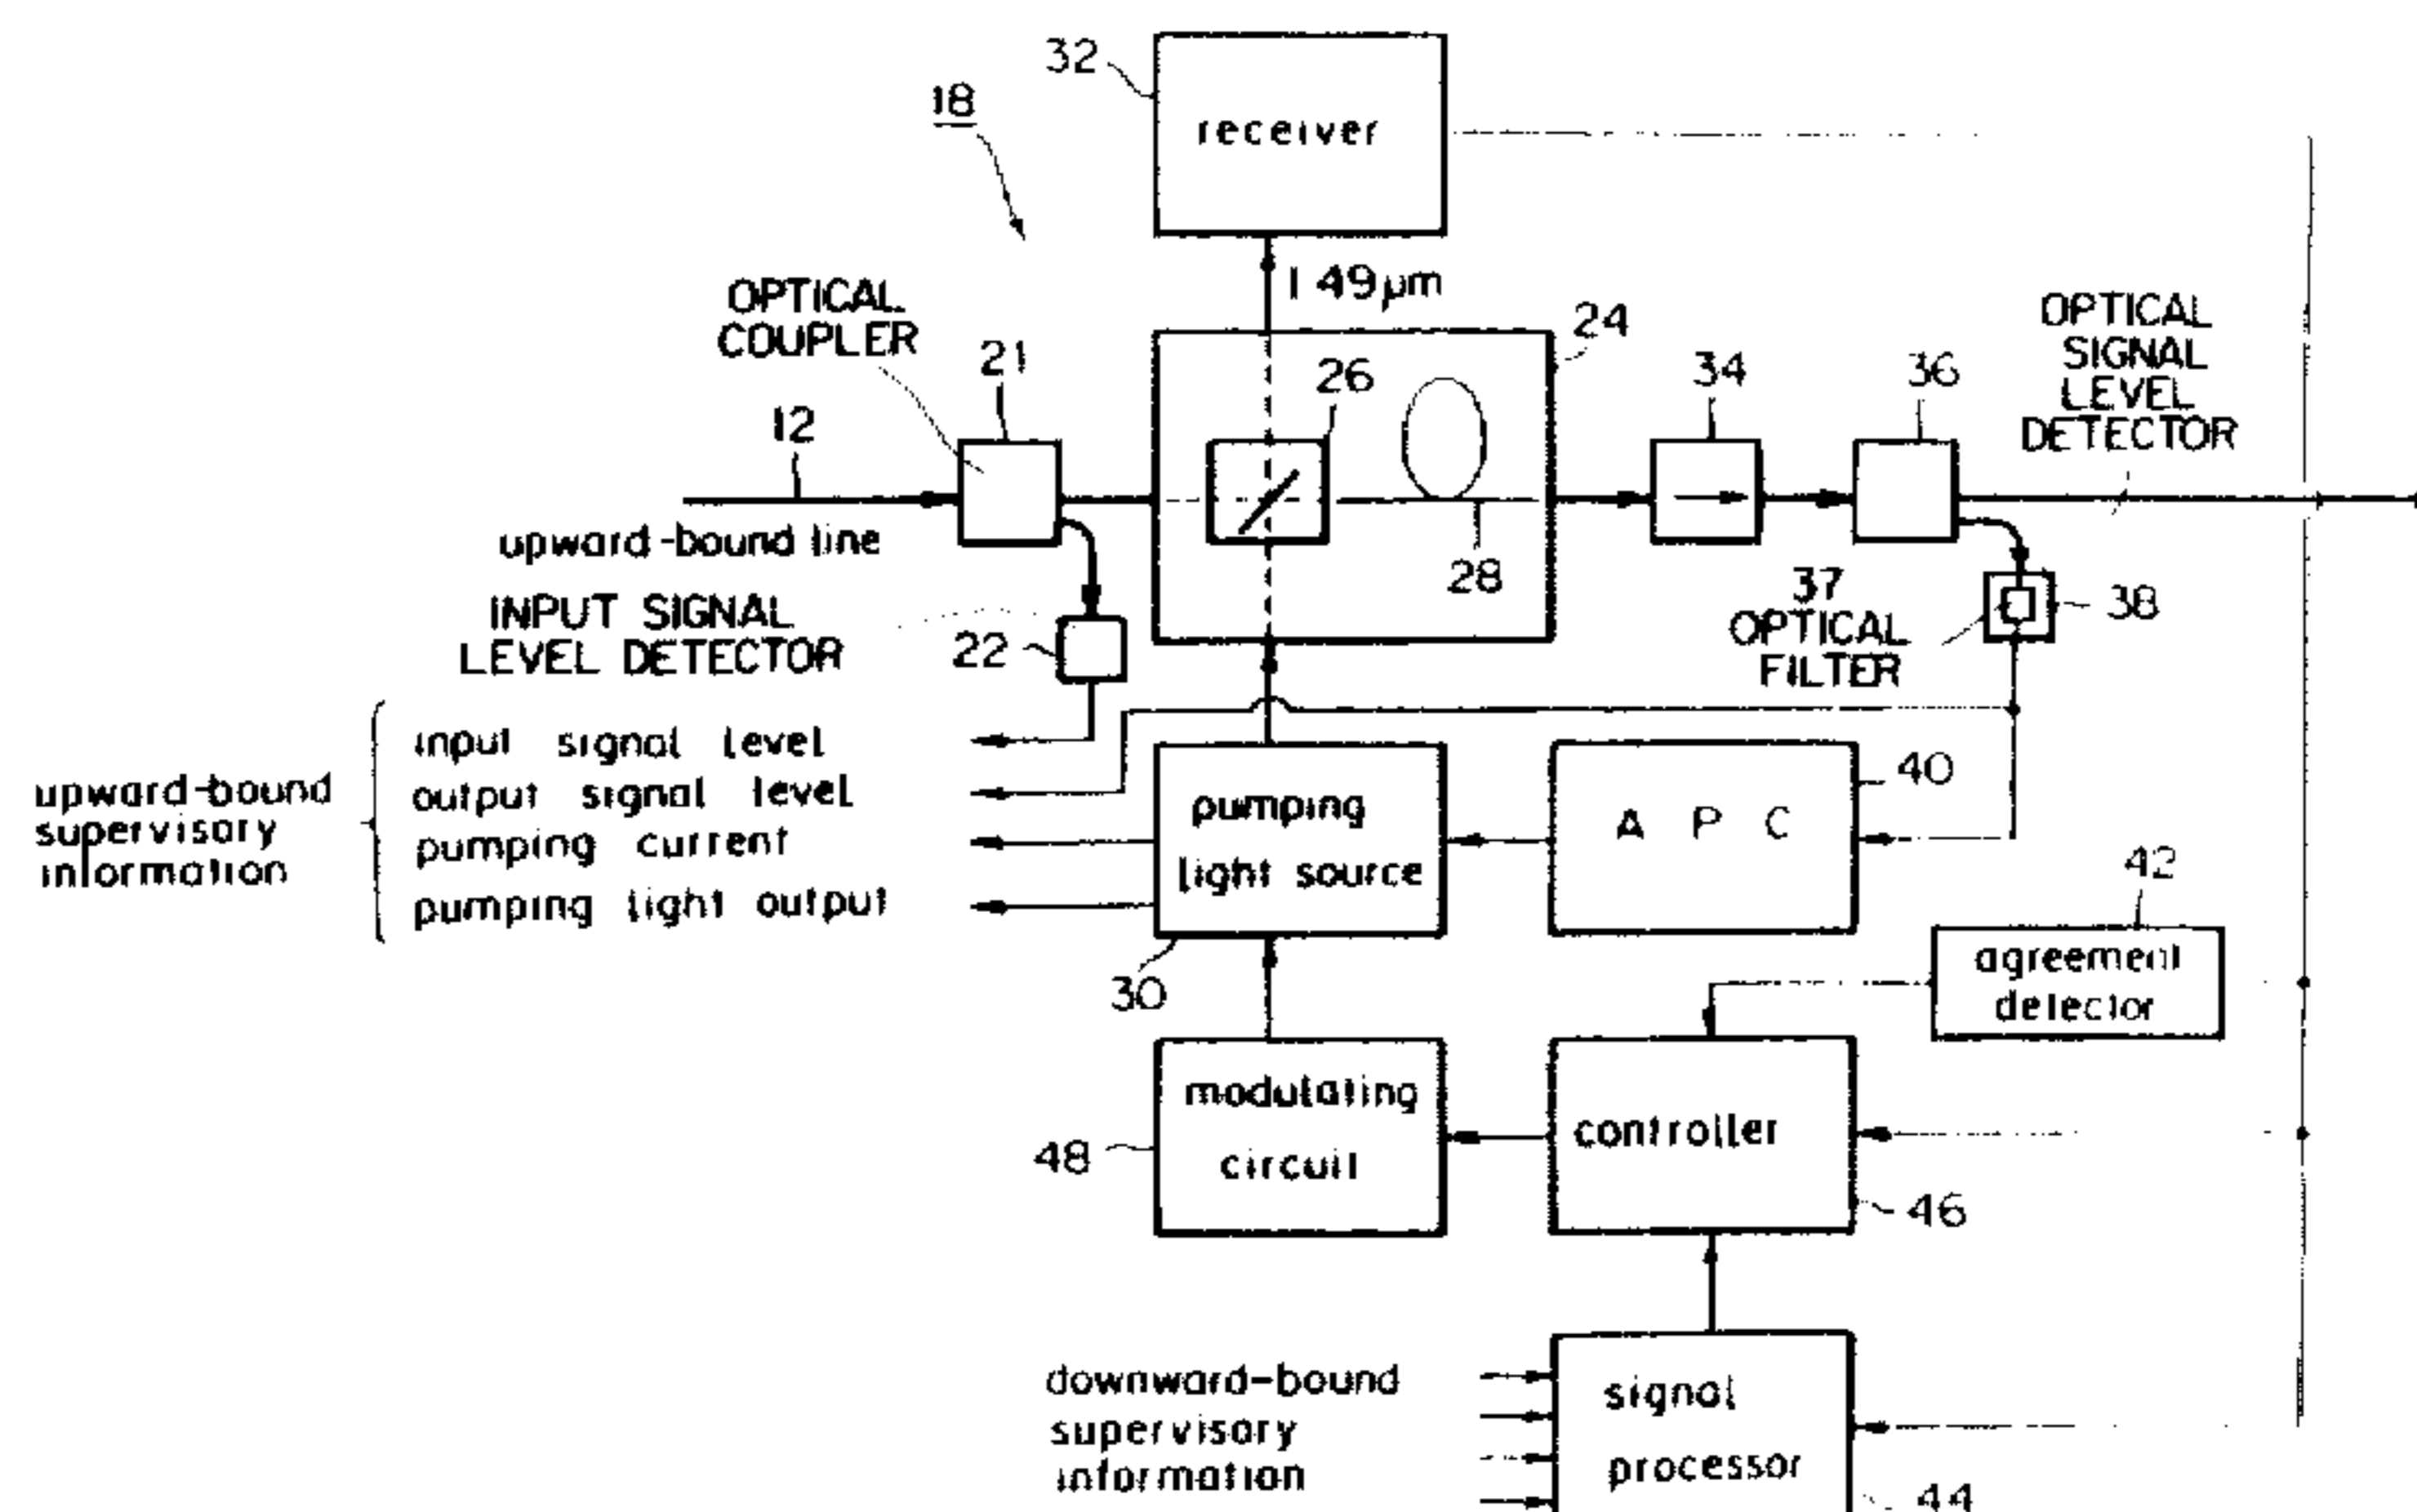 32
receiver
18
1 49 μm
OPTICAL
COUPLER
21
12
26
24
34
36
OPTICAL
SIGNAL
LEVEL
DETECTOR
upward-bound line
28
37
OPTICAL
FILTER
38
INPUT SIGNAL
LEVEL DETECTOR
22
upward-bound
supervisory
information
input signal level
output signal level
pumping current
pumping light output
pumping
light source
30
A P C
40
42
agreement
detector
modulating
circuit
48
controller
46
downward-bound
supervisory
information
signal
processor
44